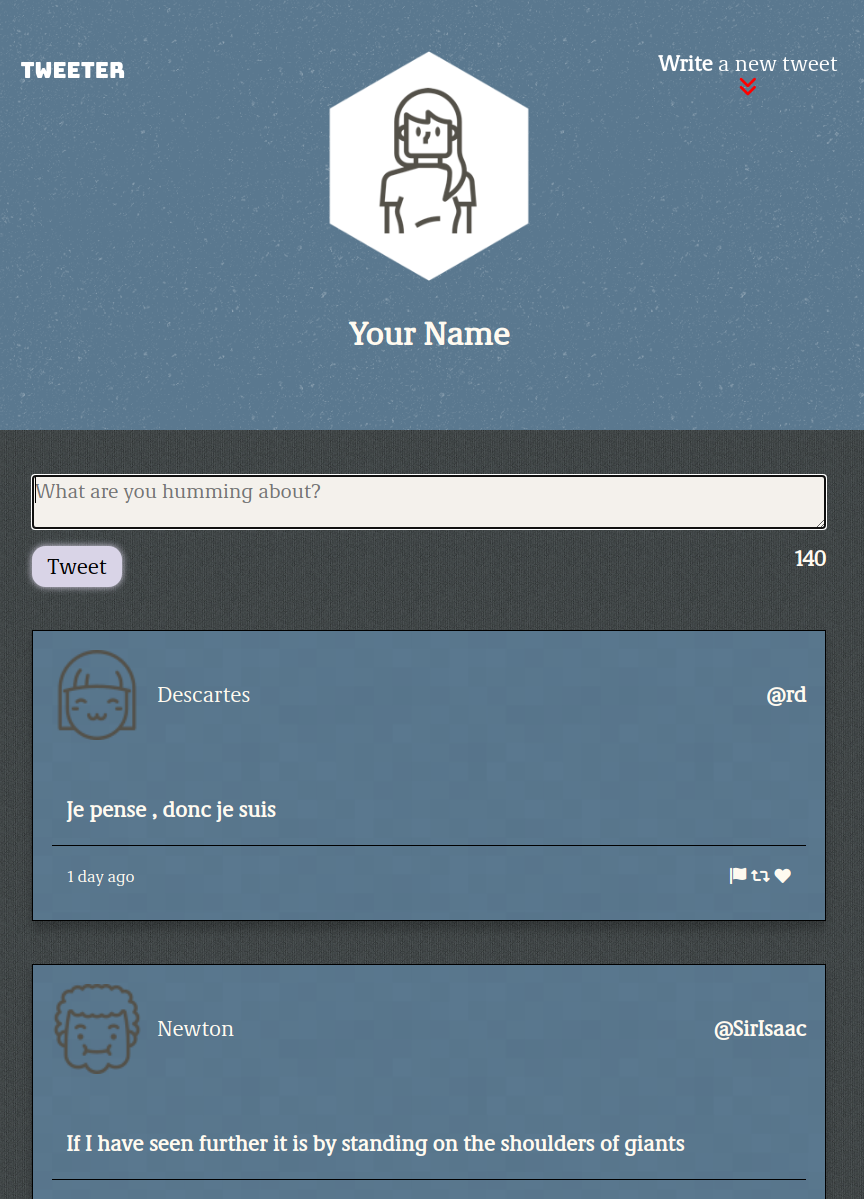 TWEETER
Write a new tweet
Your Name
What are you humming about?
Tweet
140
Descartes
@rd
Je pense , donc je suis
1 day ago
Newton
@SirIsaac
If I have seen further it is by standing on the shoulders of giants